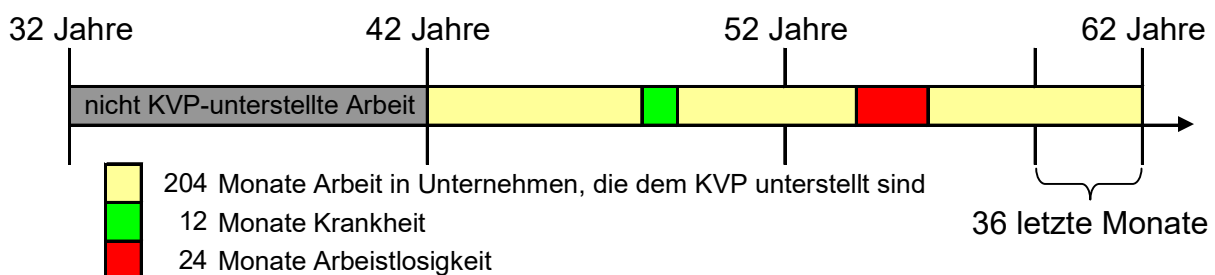 32 Jahre 42 Jahre 52 Jahre 62 Jahre
nicht KVP-unterstellte Arbeit
204 Monate Arbeit in Unternehmen, die dem KVP unterstellt sind
12 Monate Krankheit
36 letzte Monate
24 Monate Arbeistlosigkeit